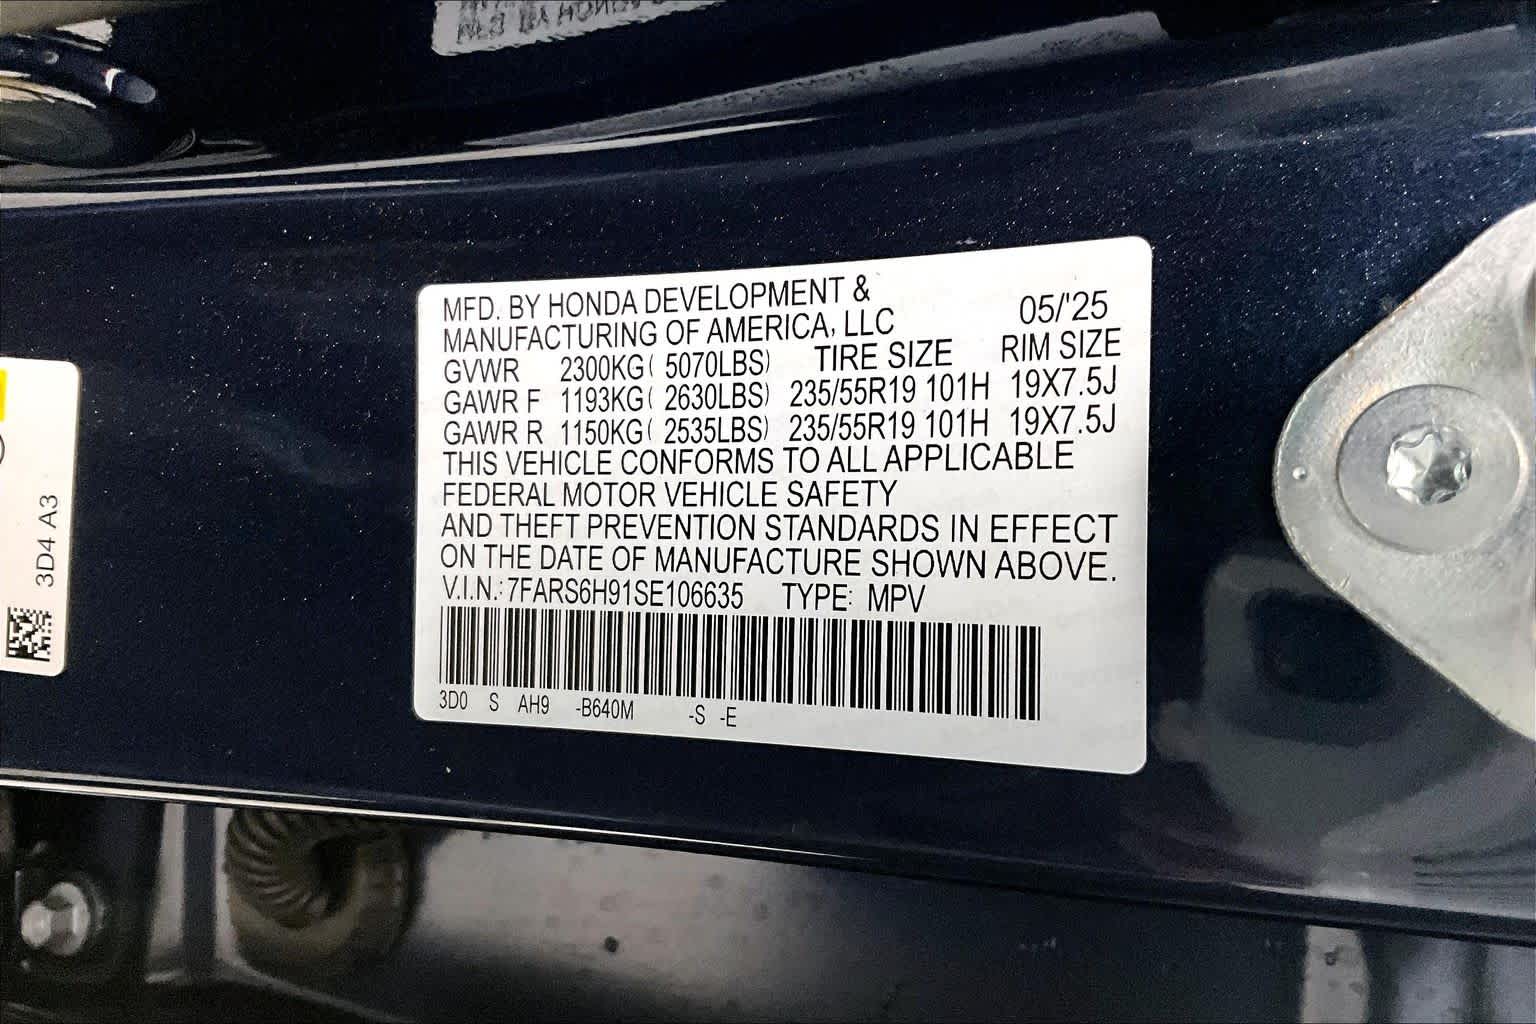 MFD. BY HONDA DEVELOPMENT &
MANUFACTURING OF AMERICA, LLC 05/'25
GVWR 2300KG( 5070LBS) TIRE SIZE RIM SIZE
GAWR F 1193KG( 2630LBS) 235/55R19 101H 19X7.5J
GAWR R 1150KG( 2535LBS) 235/55R19 101H 19X7.5J
THIS VEHICLE CONFORMS TO ALL APPLICABLE
FEDERAL MOTOR VEHICLE SAFETY
AND THEFT PREVENTION STANDARDS IN EFFECT
ON THE DATE OF MANUFACTURE SHOWN ABOVE.
V.I.N.: 7FARS6H91SE106635 TYPE: MPV
3D0 S AH9 -B640M -S -E
3D4 A3